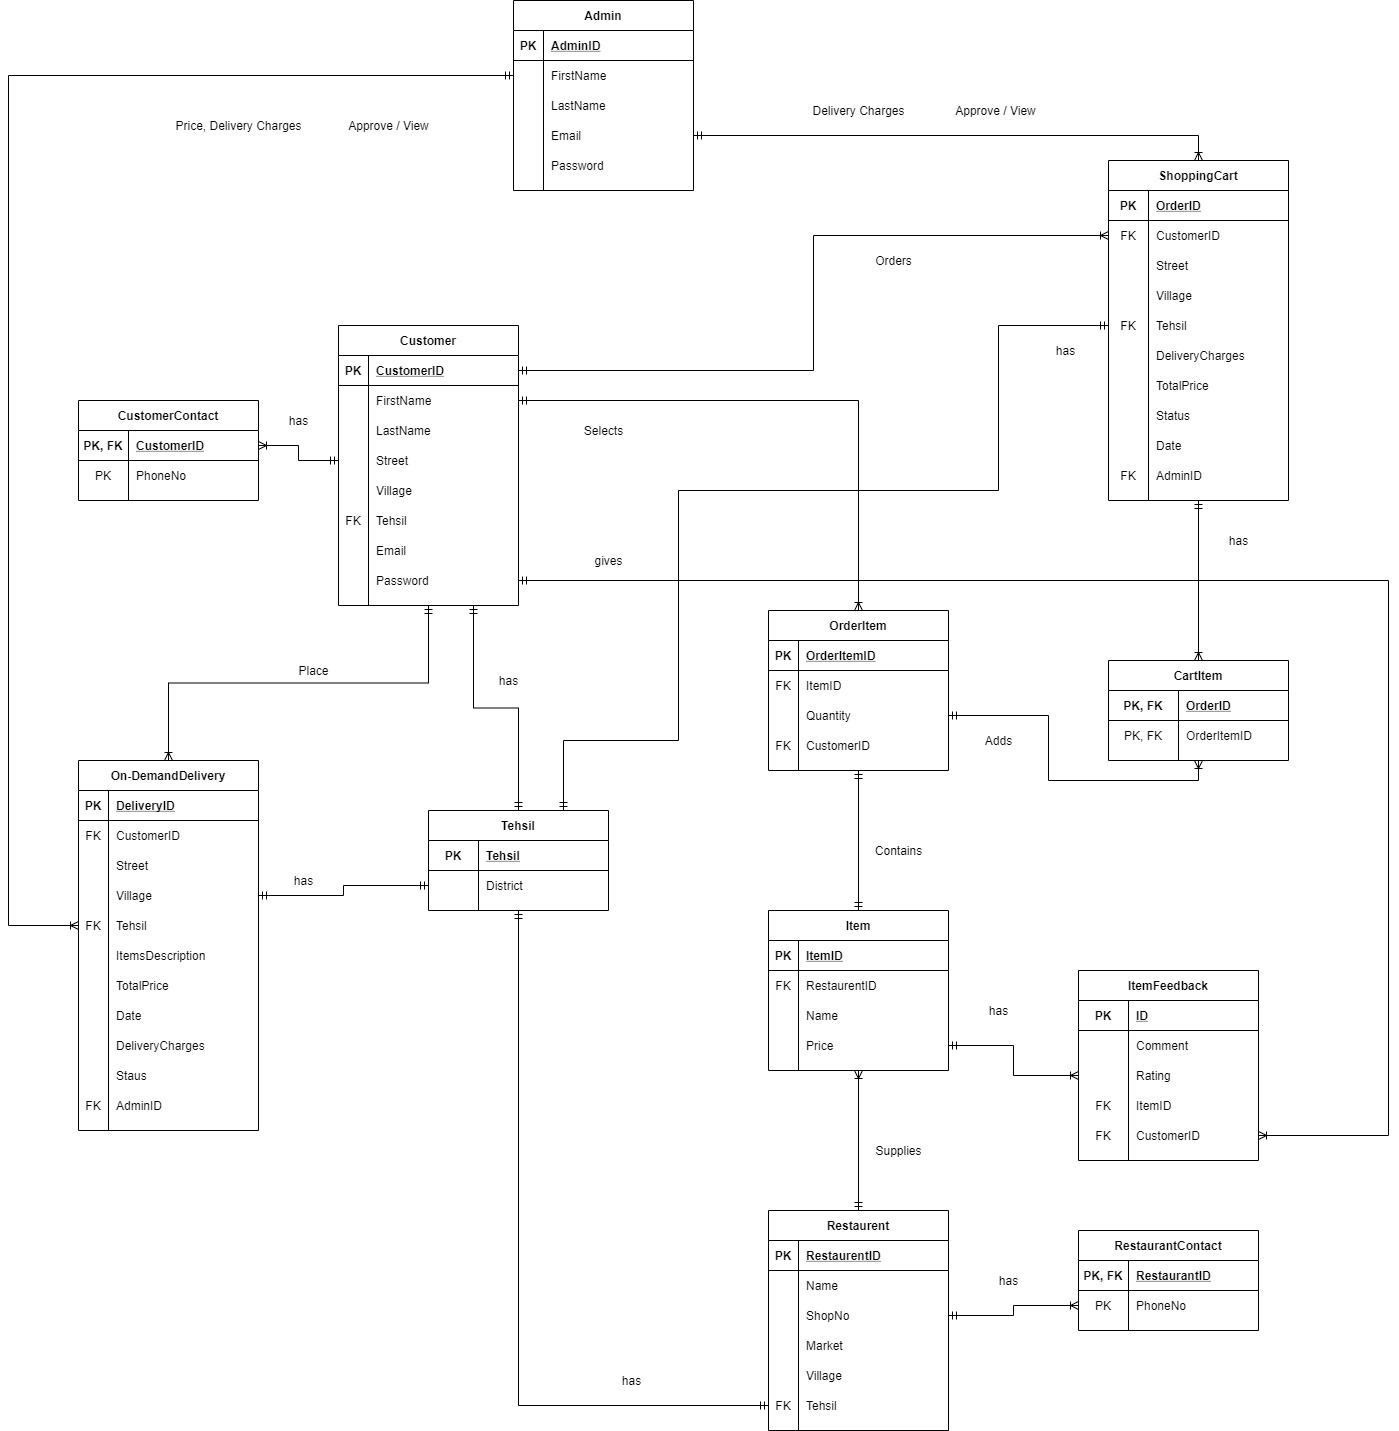 Admin
PK AdminID
FirstName
LastName
Email
Password
Price, Delivery Charges Approve / View
Delivery Charges Approve / View
ShoppingCart
PK OrderID
FK CustomerID
Street
Village
FK Tehsil
DeliveryCharges
TotalPrice
Status
Date
FK AdminID
Orders
has
Customer
PK CustomerID
FirstName
LastName
Street
Village
FK Tehsil
Email
Password
CustomerContact
PK, FK CustomerID
PK PhoneNo
has
Selects
gives
has
Place
has
OrderItem
PK OrderItemID
FK ItemID
Quantity
FK CustomerID
CartItem
PK, FK OrderID
PK, FK OrderItemID
Adds
On-DemandDelivery
PK DeliveryID
FK CustomerID
Street
Village
FK Tehsil
ItemsDescription
TotalPrice
Date
DeliveryCharges
Staus
FK AdminID
has
Tehsil
PK Tehsil
District
Contains
Item
PK ItemID
FK RestaurentID
Name
Price
has
ItemFeedback
PK ID
Comment
Rating
FK ItemID
FK CustomerID
Supplies
Restaurent
PK RestaurentID
Name
ShopNo
Market
Village
FK Tehsil
has
RestaurantContact
PK, FK RestaurantID
PK PhoneNo
has